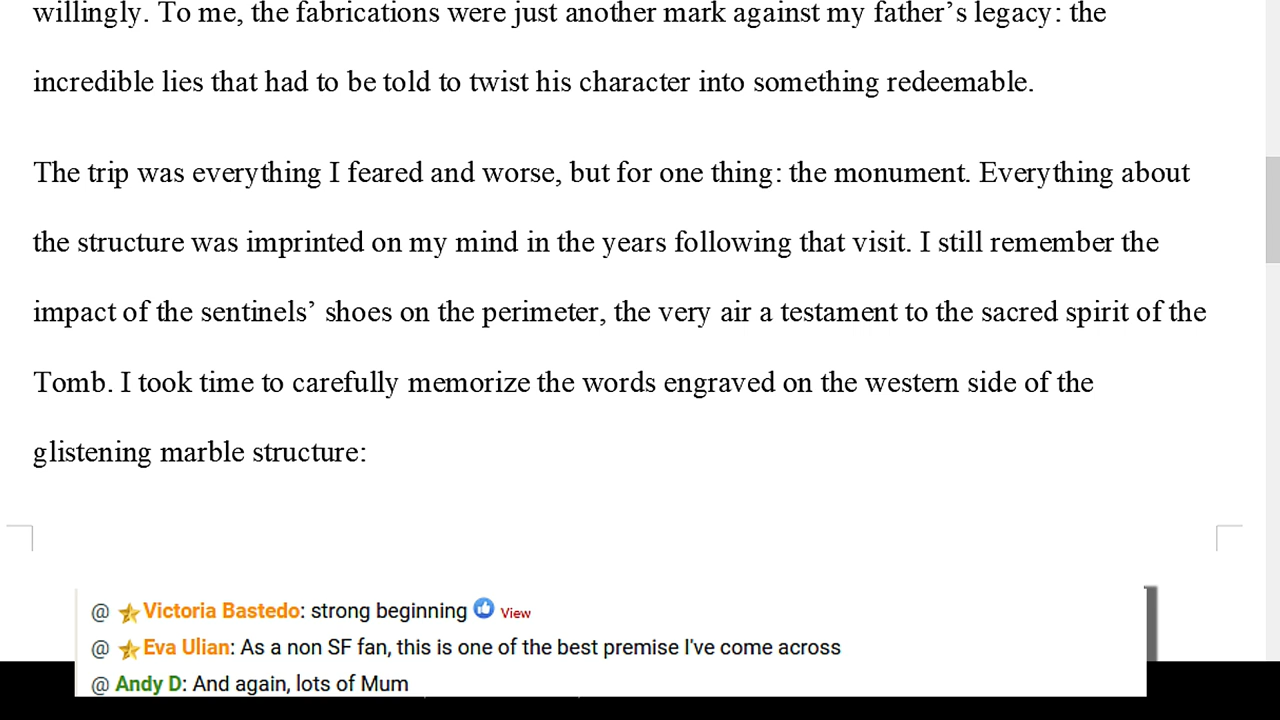 willingly. To me, the fabrications were just another mark against my father’s legacy: the
incredible lies that had to be told to twist his character into something redeemable.
The trip was everything I feared and worse, but for one thing: the monument. Everything about
the structure was imprinted on my mind in the years following that visit. I still remember the
impact of the sentinels’ shoes on the perimeter, the very air a testament to the sacred spirit of the
Tomb. I took time to carefully memorize the words engraved on the western side of the
glistening marble structure:
@ Victoria Bastedo: strong beginning View
@ Eva Ulian: As a non SF fan, this is one of the best premise I've come across
@ Andy D: And again, lots of Mum